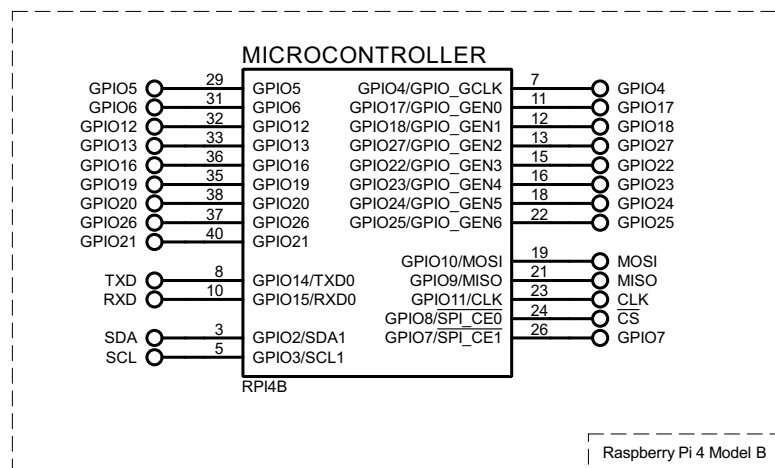 MICROCONTROLLER
GPIO5 29 GPIO5 GPIO4/GPIO_GCLK 7 GPIO4
GPIO6 31 GPIO6 GPIO17/GPIO_GEN0 11 GPIO17
GPIO12 32 GPIO12 GPIO18/GPIO_GEN1 12 GPIO18
GPIO13 33 GPIO13 GPIO27/GPIO_GEN2 13 GPIO27
GPIO16 36 GPIO16 GPIO22/GPIO_GEN3 15 GPIO22
GPIO19 35 GPIO19 GPIO23/GPIO_GEN4 16 GPIO23
GPIO20 38 GPIO20 GPIO24/GPIO_GEN5 18 GPIO24
GPIO26 37 GPIO26 GPIO25/GPIO_GEN6 22 GPIO25
GPIO21 40 GPIO21
GPIO10/MOSI 19 MOSI
TXD 8 GPIO14/TXD0 GPIO9/MISO 21 MISO
RXD 10 GPIO15/RXD0 GPIO11/CLK 23 CLK
GPIO8/SPI_CE0 24 CS
SDA 3 GPIO2/SDA1 GPIO7/SPI_CE1 26 GPIO7
SCL 5 GPIO3/SCL1
RPI4B
Raspberry Pi 4 Model B